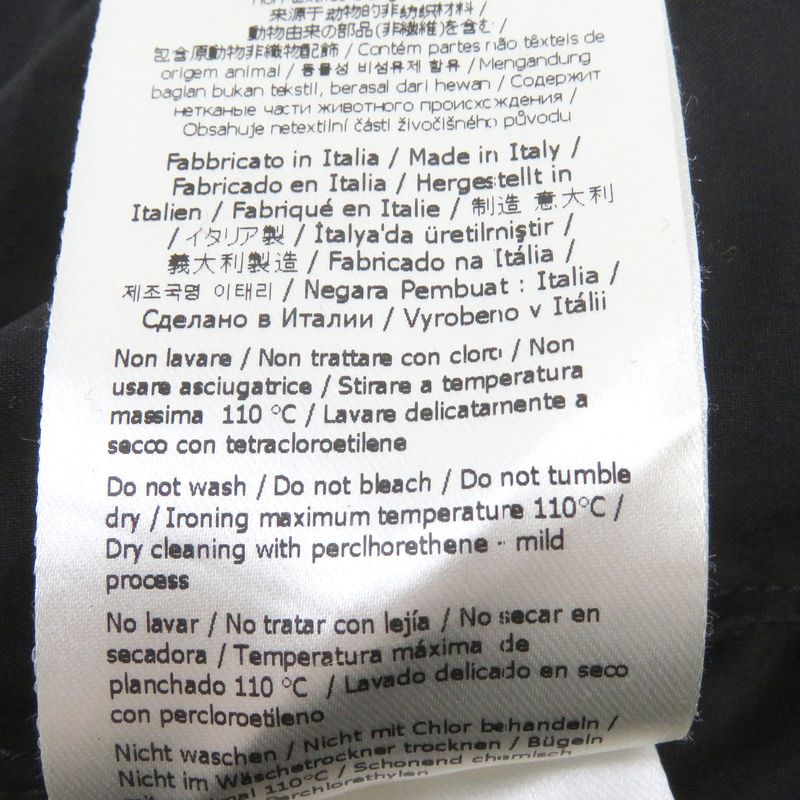 来源于动物的非纺织材料 /
動物由来の部品(非繊維)を含む /
包含原動物非織物配飾 / Contém partes não têxteis de
origem animal / 동물성 비섬유제 함유 / Mengandung
bagian bukan tekstil, berasal dari hewan / Содержит
нетканые части животного происхождения /
Obsahuje netextilní části živočišného původu
Fabbricato in Italia / Made in Italy /
Fabricado en Italia / Hergestellt in
Italien / Fabriqué en Italie / 制造 意大利
/ イタリア製 / İtalya'da üretilmiştir /
義大利製造 / Fabricado na Itália /
제조국명 이태리 / Negara Pembuat : Italia /
Сделано в Италии / Vyrobeno v Itálii
Non lavare / Non trattare con cloro / Non
usare asciugatrice / Stirare a temperatura
massima 110 °C / Lavare delicatamente a
secco con tetracloroetilene
Do not wash / Do not bleach / Do not tumble
dry / Ironing maximum temperature 110°C /
Dry cleaning with perclhorethene - mild
process
No lavar / No tratar con lejía / No secar en
secadora / Temperatura máxima de
planchado 110 °C / Lavado delicado en seco
con percloroetileno
Nicht waschen / Nicht mit Chlor behandeln /
Nicht im Wäschetrockner trocknen / Bügeln
110°C / Schonend chemisch
Perchlorethylen